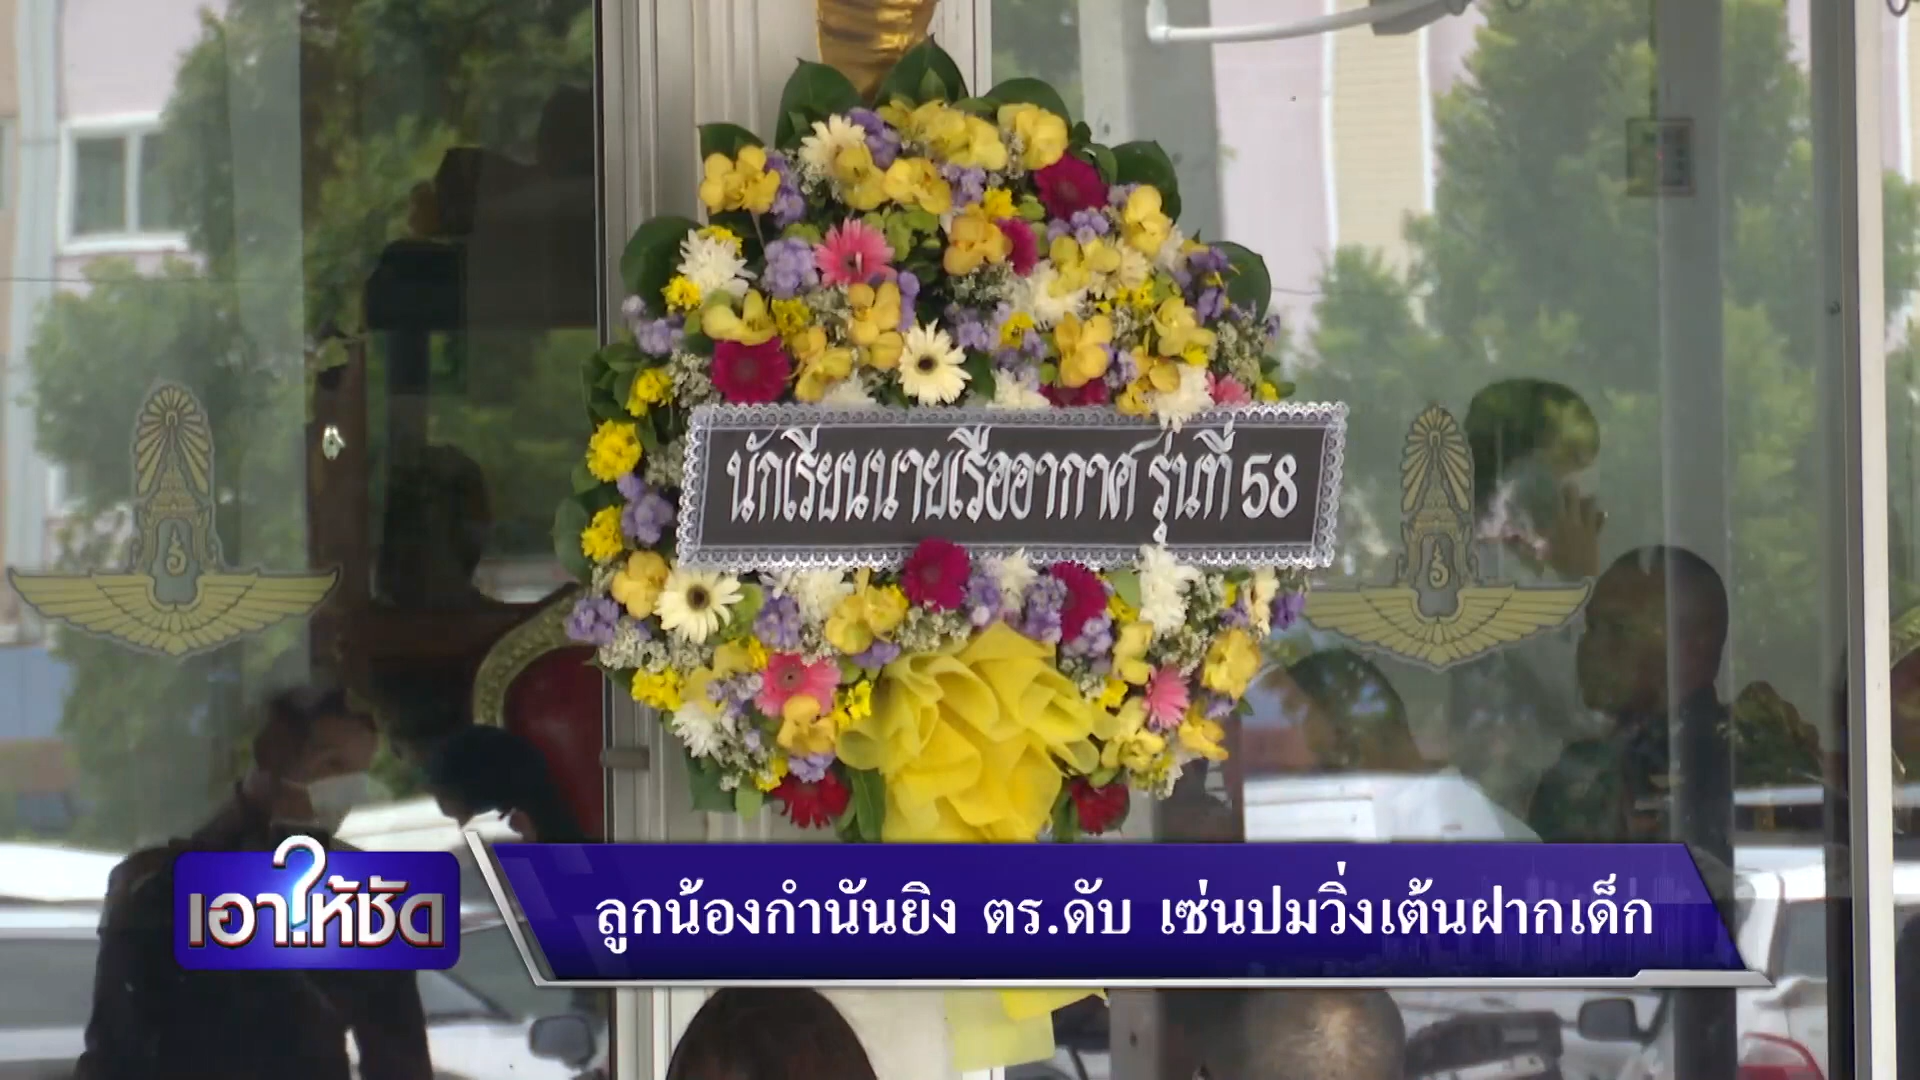 นักเรียนนายเรืออากาศ รุ่นที่ 58
เอา?ให้ชัด
ลูกน้องกำนันยิง ตร.ดับ เซ่นปมวิ่งเต้นฝากเด็ก